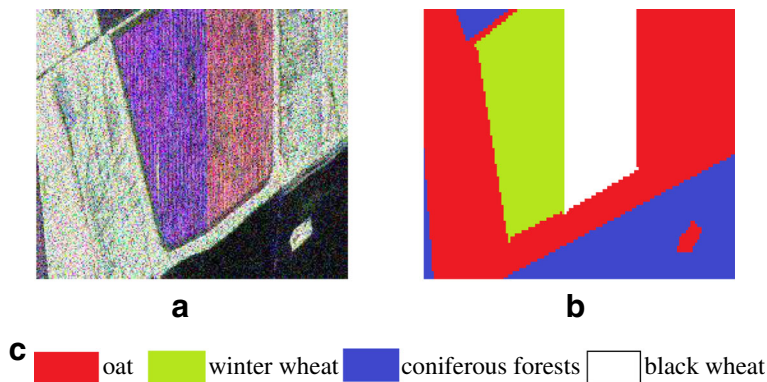 a b
c oat winter wheat coniferous forests black wheat